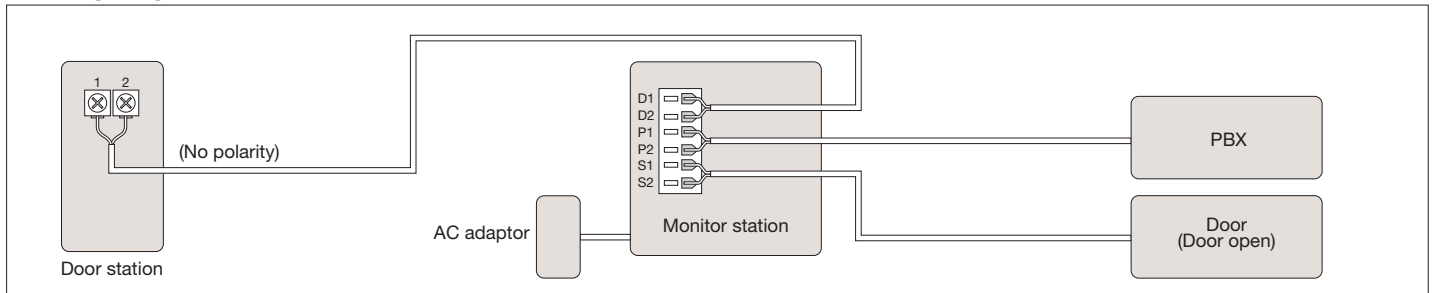 1 2
(No polarity)
Door station
AC adaptor
D1
D2
P1
P2
S1
S2
Monitor station
PBX
Door
(Door open)